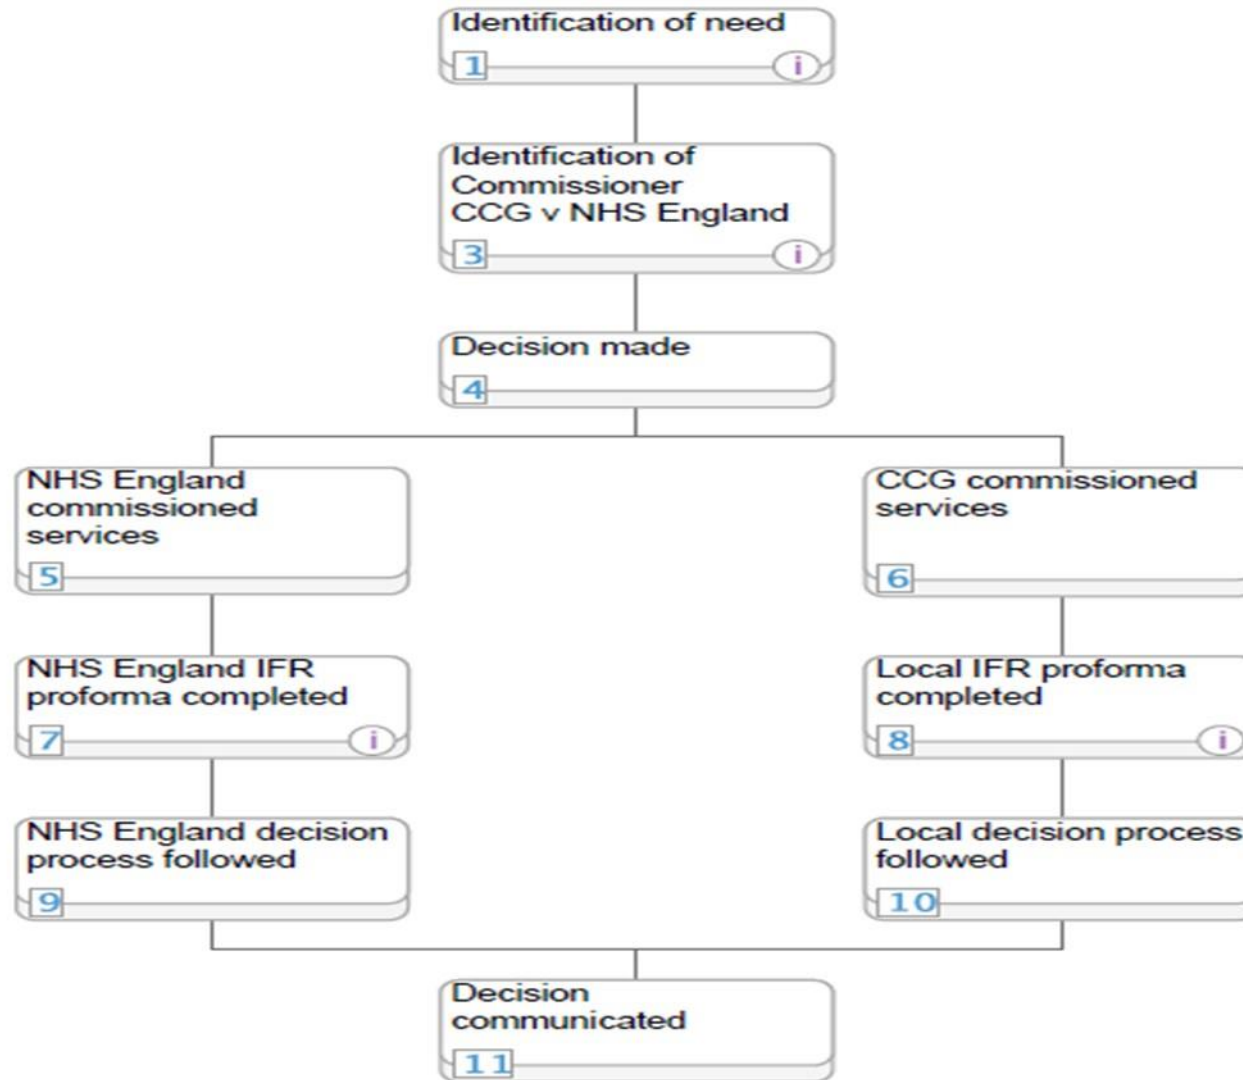 Identification of need
1
i
Identification of
Commissioner
CCG v NHS England
3
i
Decision made
4
NHS England
commissioned
services
5
CCG commissioned
services
6
NHS England IFR
proforma completed
7
i
Local IFR proforma
completed
8
i
NHS England decision
process followed
9
Local decision process
followed
10
Decision
communicated
11